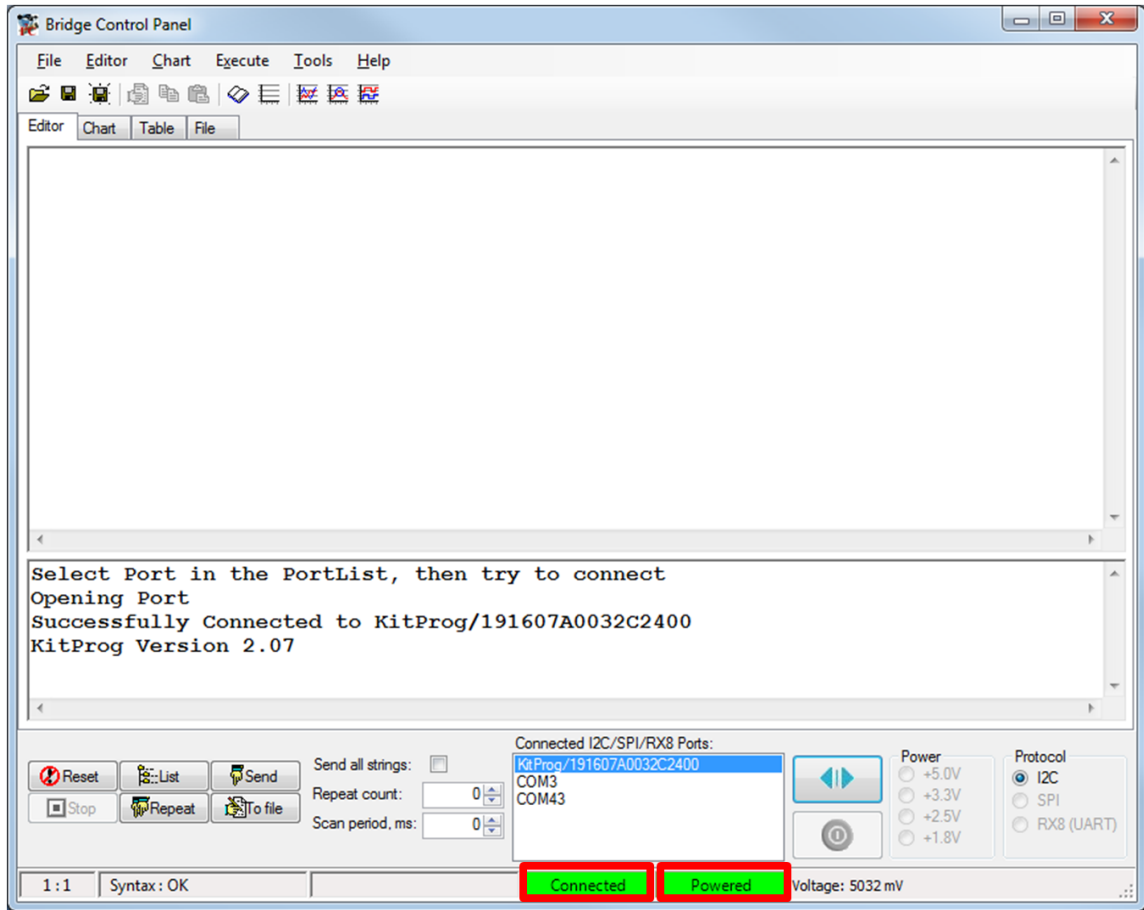 Bridge Control Panel
File Editor Chart Execute Tools Help
Editor Chart Table File
Select Port in the PortList, then try to connect
Opening Port
Successfully Connected to KitProg/191607A0032C2400
KitProg Version 2.07
Connected I2C/SPI/RX8 Ports:
KitProg/191607A0032C2400
COM3
COM43
Reset List Send
Stop Repeat To file
Send all strings:
Repeat count: 0
Scan period, ms: 0
Power
+5.0V
+3.3V
+2.5V
+1.8V
Protocol
I2C
SPI
RX8 (UART)
1:1 Syntax : OK Connected Powered Voltage: 5032 mV